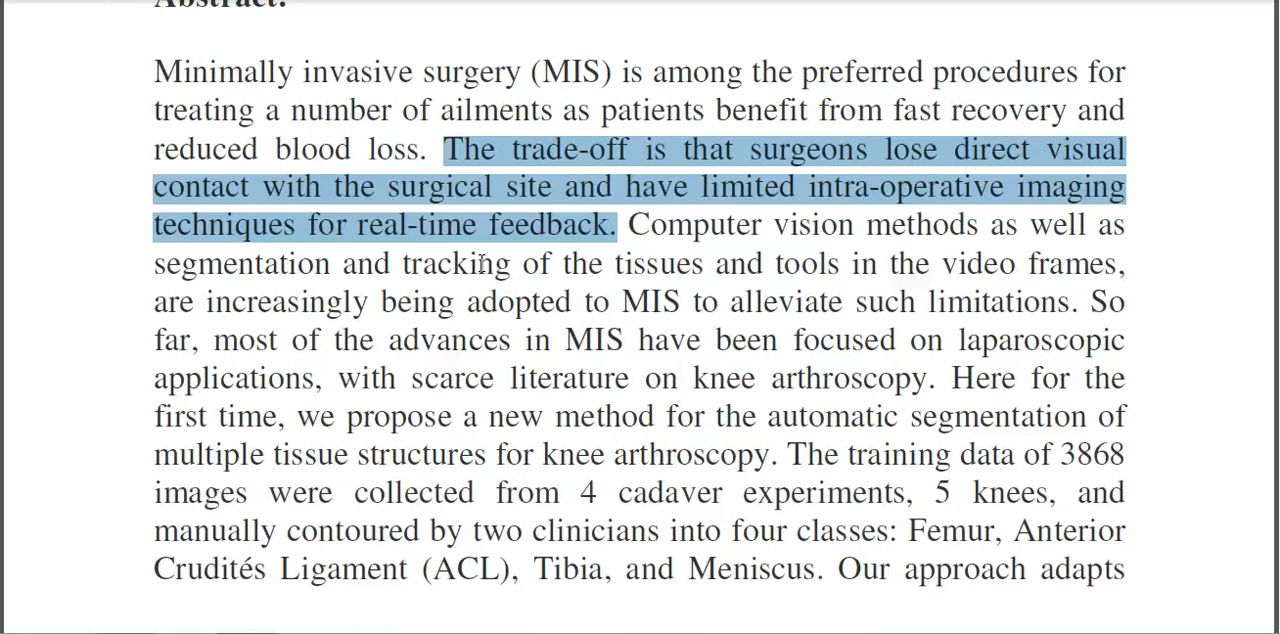 Abstract.
Minimally invasive surgery (MIS) is among the preferred procedures for
treating a number of ailments as patients benefit from fast recovery and
reduced blood loss. The trade-off is that surgeons lose direct visual
contact with the surgical site and have limited intra-operative imaging
techniques for real-time feedback. Computer vision methods as well as
segmentation and tracking of the tissues and tools in the video frames,
are increasingly being adopted to MIS to alleviate such limitations. So
far, most of the advances in MIS have been focused on laparoscopic
applications, with scarce literature on knee arthroscopy. Here for the
first time, we propose a new method for the automatic segmentation of
multiple tissue structures for knee arthroscopy. The training data of 3868
images were collected from 4 cadaver experiments, 5 knees, and
manually contoured by two clinicians into four classes: Femur, Anterior
Crudités Ligament (ACL), Tibia, and Meniscus. Our approach adapts